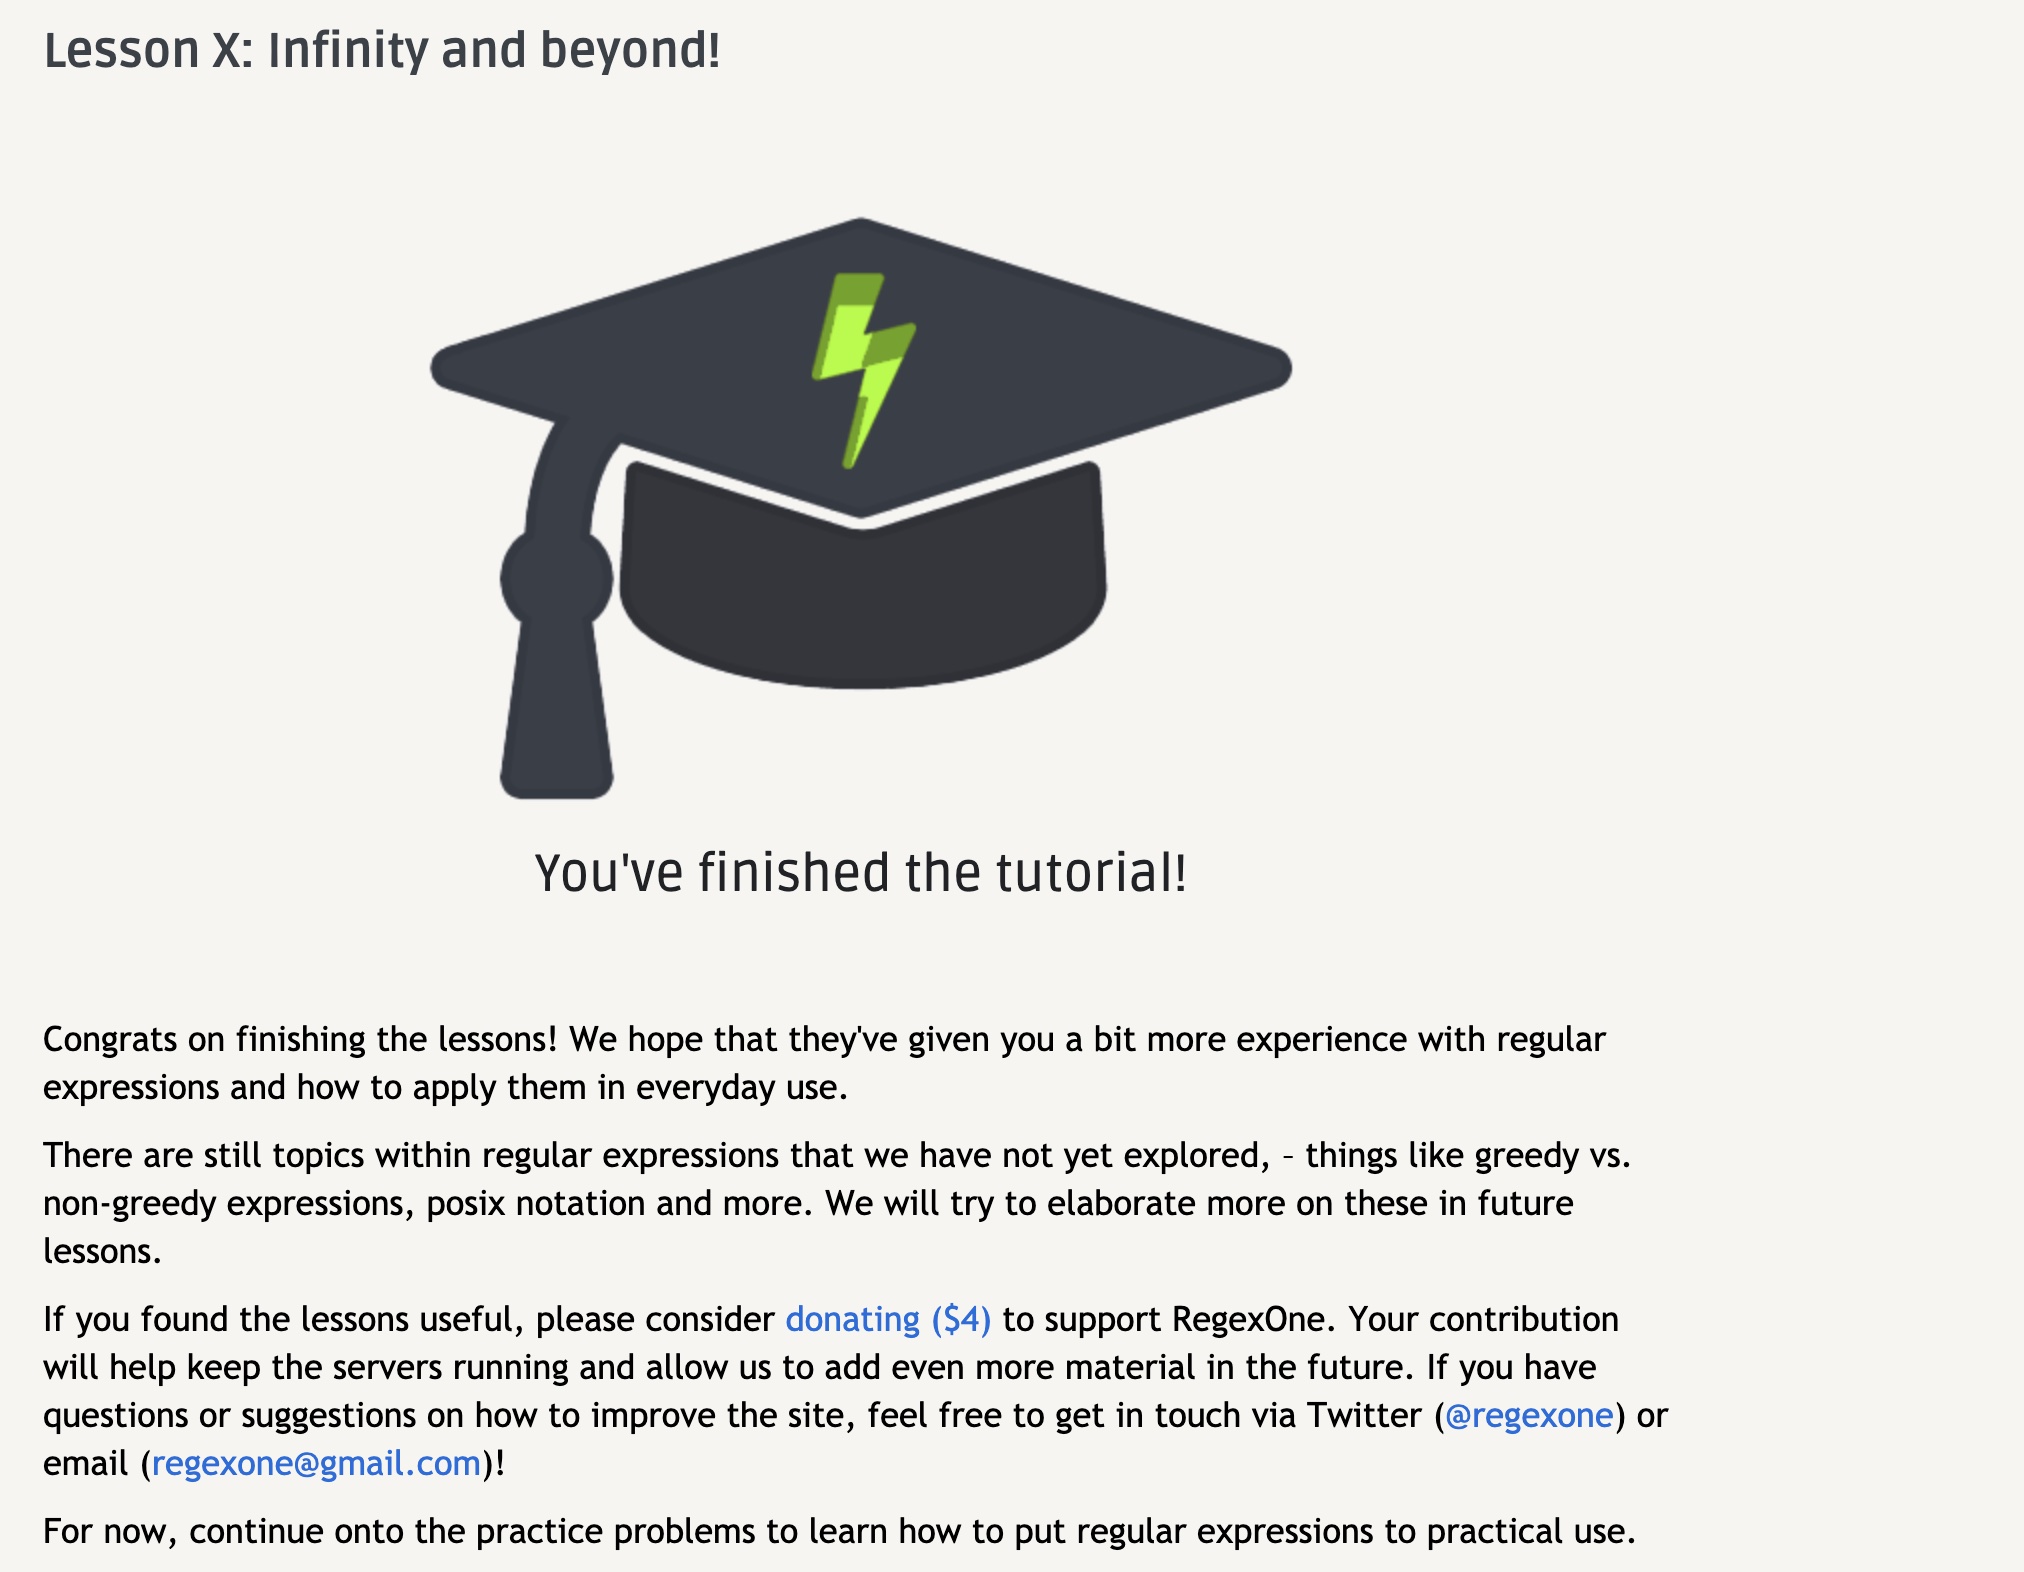 Lesson X: Infinity and beyond!
You've finished the tutorial!
Congrats on finishing the lessons! We hope that they've given you a bit more experience with regular
expressions and how to apply them in everyday use.
There are still topics within regular expressions that we have not yet explored, – things like greedy vs.
non-greedy expressions, posix notation and more. We will try to elaborate more on these in future
lessons.
If you found the lessons useful, please consider donating ($4) to support RegexOne. Your contribution
will help keep the servers running and allow us to add even more material in the future. If you have
questions or suggestions on how to improve the site, feel free to get in touch via Twitter (@regexone) or
email (regexone@gmail.com)!
For now, continue onto the practice problems to learn how to put regular expressions to practical use.